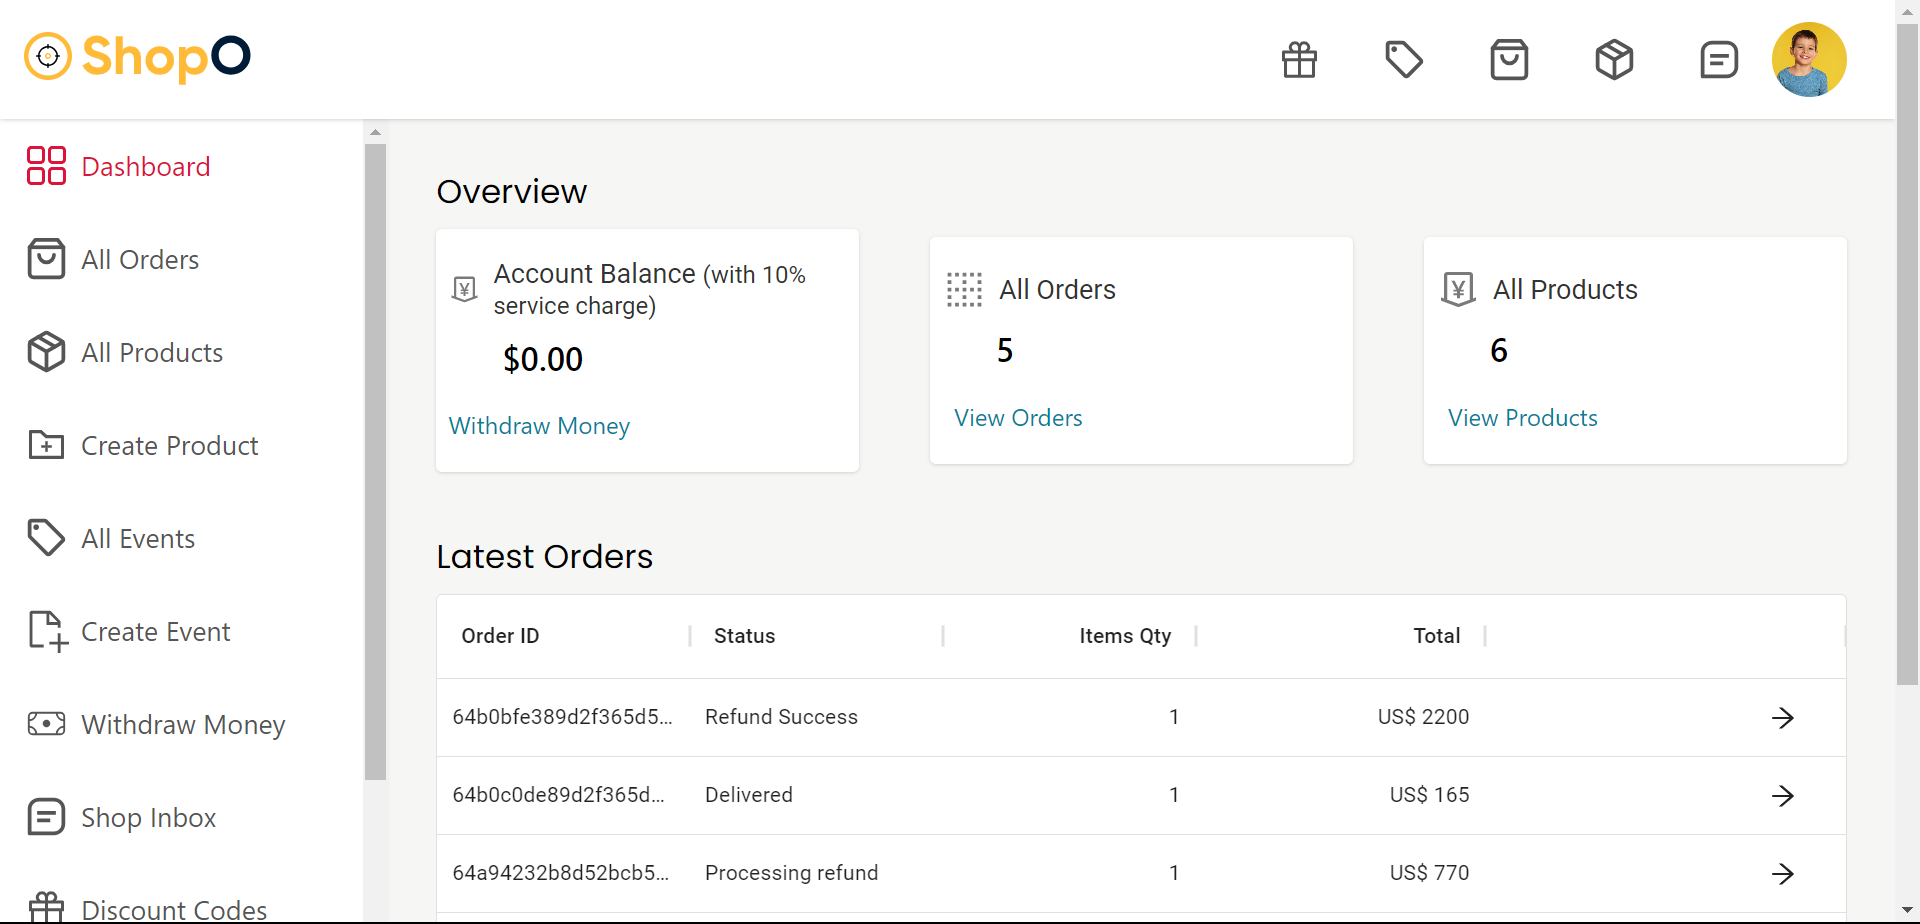 ShopO
Dashboard
All Orders
All Products
Create Product
All Events
Create Event
Withdraw Money
Shop Inbox
Discount Codes
Overview
¥ Account Balance (with 10%
service charge)
$0.00
Withdraw Money
All Orders
5
View Orders
¥ All Products
6
View Products
Latest Orders
Order ID Status Items Qty Total
64b0bfe389d2f365d5... Refund Success 1 US$ 2200
64b0c0de89d2f365d... Delivered 1 US$ 165
64a94232b8d52bcb5... Processing refund 1 US$ 770